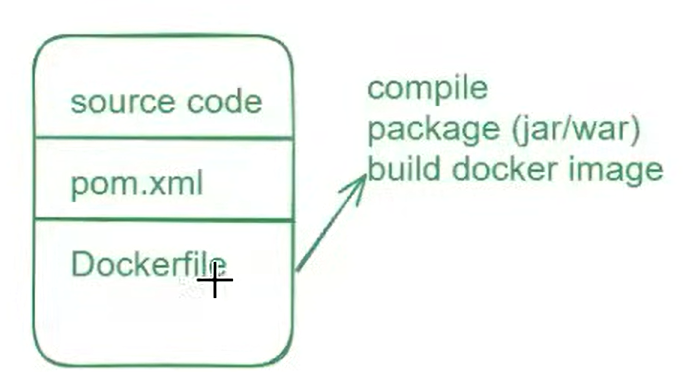 source code
pom.xml
Dockerfile
compile
package (jar/war)
build docker image